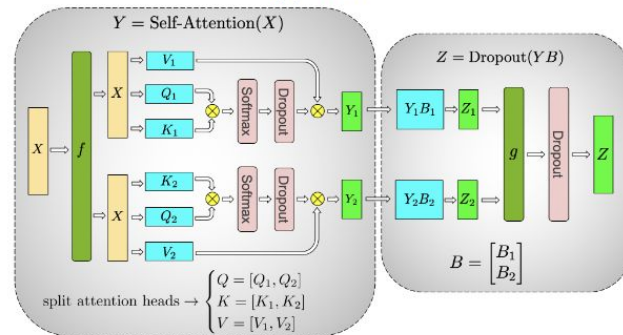 Y = Self-Attention(X)
Z = Dropout(YB)
X
f
X
V₁
Q₁
K₁
Softmax
Dropout
Y₁
X
K₂
Q₂
V₂
Softmax
Dropout
Y₂
Y₁B₁
Z₁
Y₂B₂
Z₂
g
Dropout
Z
split attention heads → { Q = [Q₁, Q₂]
K = [K₁, K₂]
V = [V₁, V₂]
B = [B₁
B₂]